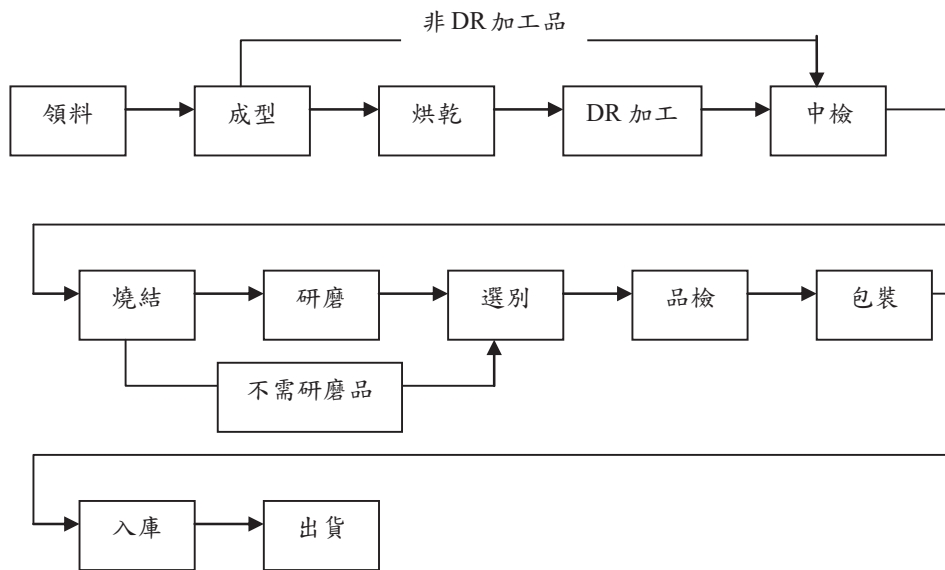 非 DR 加工品
領料
成型
烘乾
DR 加工
中檢
燒結
研磨
選別
品檢
包裝
不需研磨品
入庫
出貨